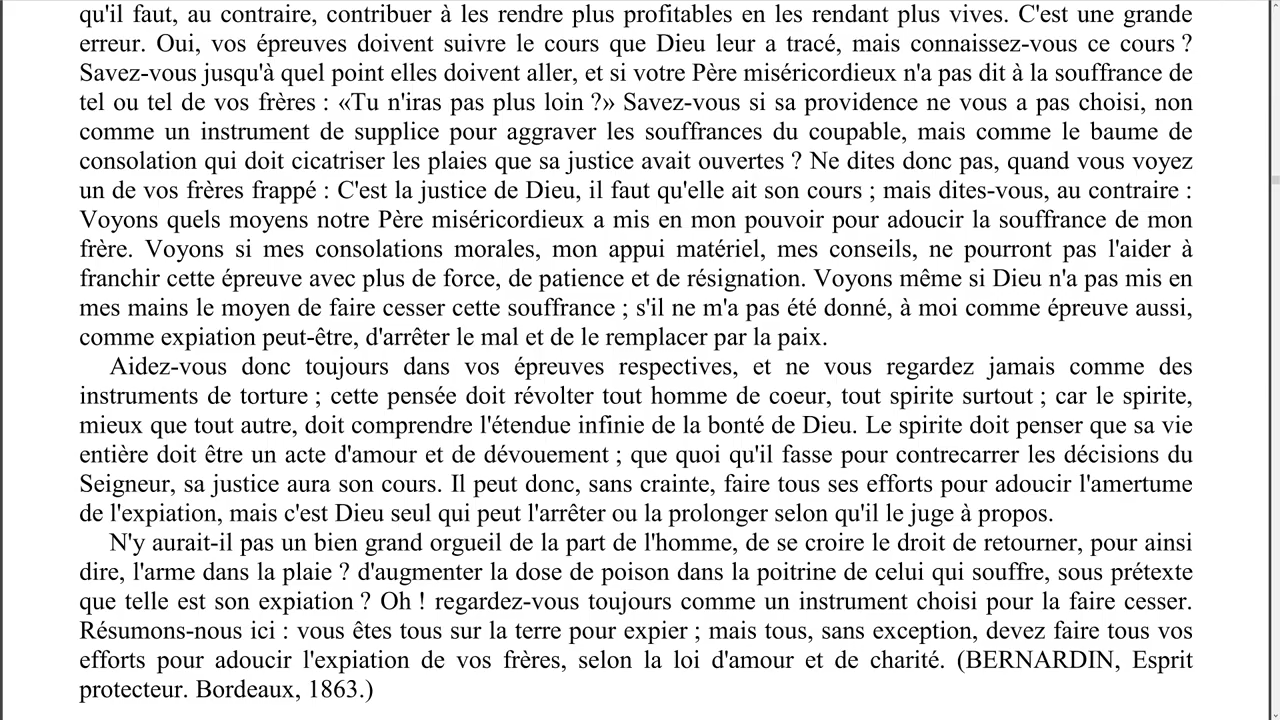 qu'il faut, au contraire, contribuer à les rendre plus profitables en les rendant plus vives. C'est une grande
erreur. Oui, vos épreuves doivent suivre le cours que Dieu leur a tracé, mais connaissez-vous ce cours ?
Savez-vous jusqu'à quel point elles doivent aller, et si votre Père miséricordieux n'a pas dit à la souffrance de
tel ou tel de vos frères : «Tu n'iras pas plus loin ?» Savez-vous si sa providence ne vous a pas choisi, non
comme un instrument de supplice pour aggraver les souffrances du coupable, mais comme le baume de
consolation qui doit cicatriser les plaies que sa justice avait ouvertes ? Ne dites donc pas, quand vous voyez
un de vos frères frappé : C'est la justice de Dieu, il faut qu'elle ait son cours ; mais dites-vous, au contraire :
Voyons quels moyens notre Père miséricordieux a mis en mon pouvoir pour adoucir la souffrance de mon
frère. Voyons si mes consolations morales, mon appui matériel, mes conseils, ne pourront pas l'aider à
franchir cette épreuve avec plus de force, de patience et de résignation. Voyons même si Dieu n'a pas mis en
mes mains le moyen de faire cesser cette souffrance ; s'il ne m'a pas été donné, à moi comme épreuve aussi,
comme expiation peut-être, d'arrêter le mal et de le remplacer par la paix.
Aidez-vous donc toujours dans vos épreuves respectives, et ne vous regardez jamais comme des
instruments de torture ; cette pensée doit révolter tout homme de coeur, tout spirite surtout ; car le spirite,
mieux que tout autre, doit comprendre l'étendue infinie de la bonté de Dieu. Le spirite doit penser que sa vie
entière doit être un acte d'amour et de dévouement ; que quoi qu'il fasse pour contrecarrer les décisions du
Seigneur, sa justice aura son cours. Il peut donc, sans crainte, faire tous ses efforts pour adoucir l'amertume
de l'expiation, mais c'est Dieu seul qui peut l'arrêter ou la prolonger selon qu'il le juge à propos.
N'y aurait-il pas un bien grand orgueil de la part de l'homme, de se croire le droit de retourner, pour ainsi
dire, l'arme dans la plaie ? d'augmenter la dose de poison dans la poitrine de celui qui souffre, sous prétexte
que telle est son expiation ? Oh ! regardez-vous toujours comme un instrument choisi pour la faire cesser.
Résumons-nous ici : vous êtes tous sur la terre pour expier ; mais tous, sans exception, devez faire tous vos
efforts pour adoucir l'expiation de vos frères, selon la loi d'amour et de charité. (BERNARDIN, Esprit
protecteur. Bordeaux, 1863.)